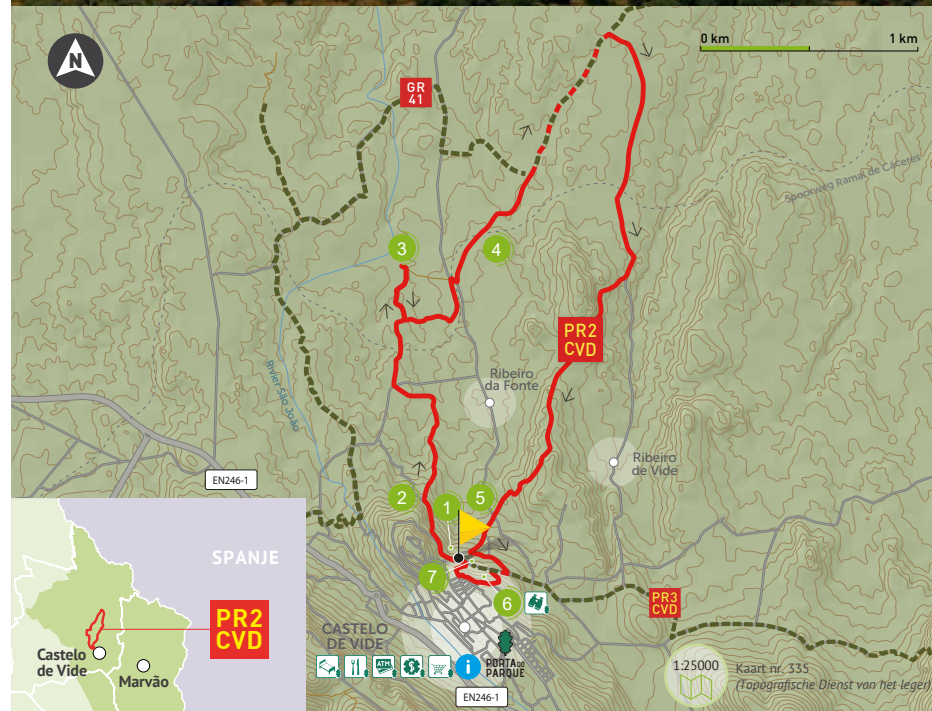 N
0 km
1 km
GR
41
Spoorweg Ramal de Cáceres
3
4
PR2
CVD
Ribeiro
da Fonte
Rivier São João
Ribeiro
de Vide
EN246-1
2
1
5
7
6
PR3
CVD
SPANJE
PR2
CVD
Castelo
de Vide
Marvão
CASTELO
DE VIDE
ATM
i
PORTA DO
PARQUE
EN246-1
1:25000
Kaart nr. 335
(Topografische Dienst van het leger)